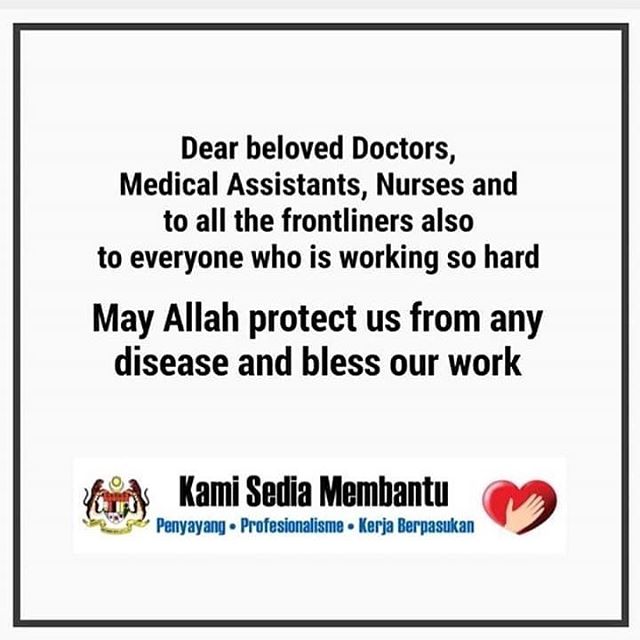 Dear beloved Doctors,
Medical Assistants, Nurses and
to all the frontliners also
to everyone who is working so hard
May Allah protect us from any
disease and bless our work
Kami Sedia Membantu
Penyayang • Profesionalisme • Kerja Berpasukan